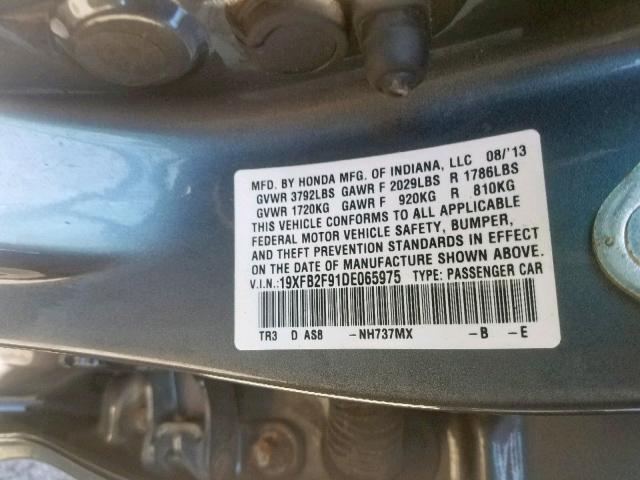 MFD. BY HONDA MFG. OF INDIANA, LLC 08/'13
GVWR 3792LBS GAWR F 2029LBS R 1786LBS
GVWR 1720KG GAWR F 920KG R 810KG
THIS VEHICLE CONFORMS TO ALL APPLICABLE
FEDERAL MOTOR VEHICLE SAFETY, BUMPER,
AND THEFT PREVENTION STANDARDS IN EFFECT
ON THE DATE OF MANUFACTURE SHOWN ABOVE.
V.I.N.:19XFB2F91DE065975 TYPE: PASSENGER CAR
TR3 D AS8 -NH737MX -B -E